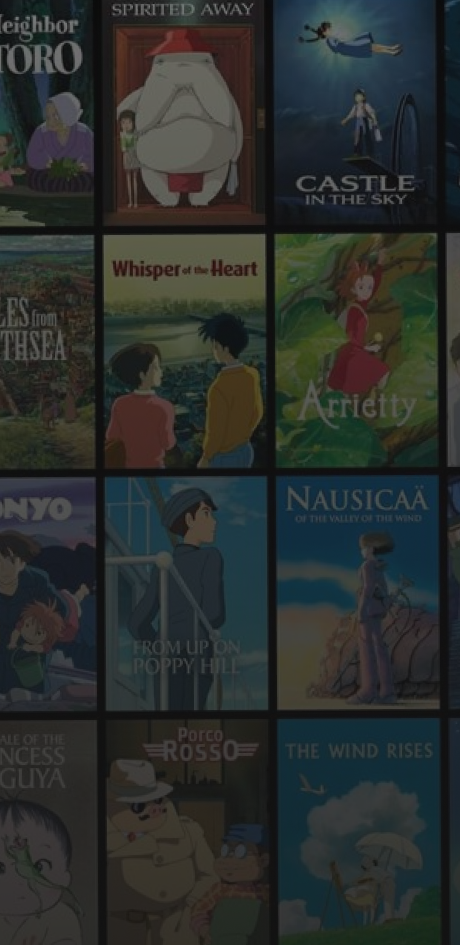 Neighbor
TORO
SPIRITED AWAY
CASTLE
IN THE SKY
LES from
THSEA
Whisper of the Heart
Arrietty
ONYO
FROM UP ON
POPPY HILL
NAUSICAÄ
OF THE VALLEY OF THE WIND
ALE OF THE
NCESS
GUYA
Porco
ROSSO
THE WIND RISES